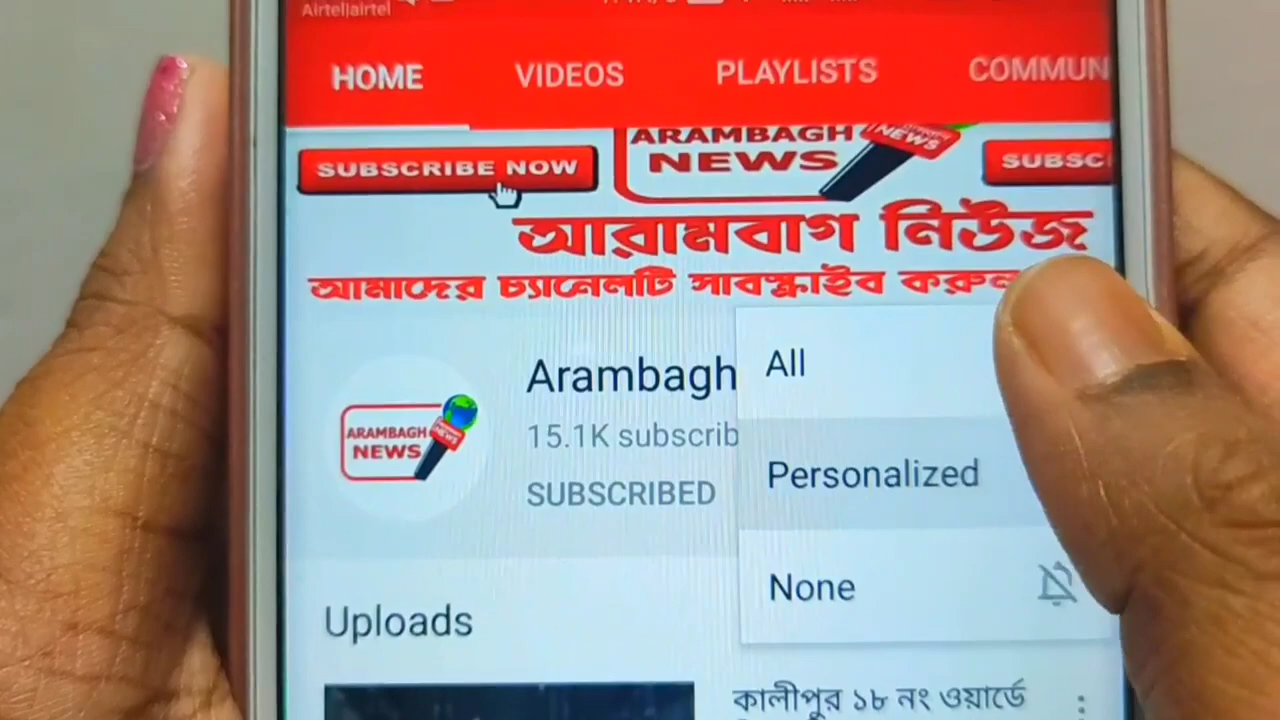 Airtel|airtel
HOME VIDEOS PLAYLISTS COMMUN
SUBSCRIBE NOW
ARAMBAGH
NEWS
NEWS
SUBSC
আরামবাগ নিউজ
আমাদের চ্যানেলটি সাবস্ক্রাইব করুন
Arambagh
15.1K subscrib
SUBSCRIBED
ARAMBAGH
NEWS
NEWS
All
Personalized
None
Uploads
কালীপুর ১৮ নং ওয়ার্ডে